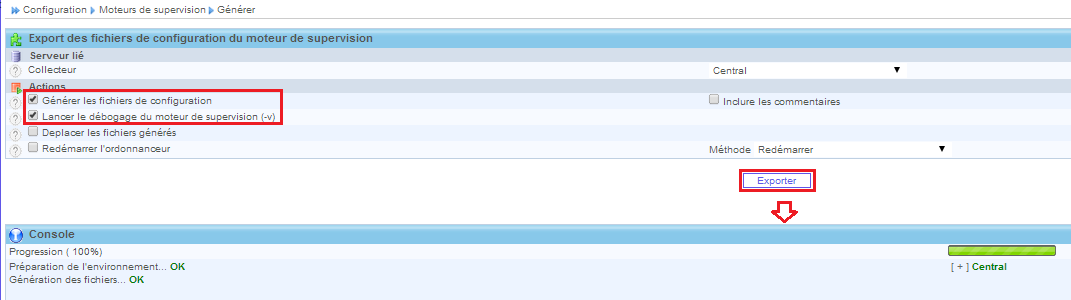 Configuration Moteurs de supervision Générer
Export des fichiers de configuration du moteur de supervision
Serveur lié
Collecteur Central
Actions
Générer les fichiers de configuration Inclure les commentaires
Lancer le débogage du moteur de supervision (-v)
Deplacer les fichiers générés
Redémarrer l'ordonnanceur Méthode Redémarrer
Exporter
Console
Progression ( 100%)
Préparation de l'environnement... OK [ + ] Central
Génération des fichiers... OK